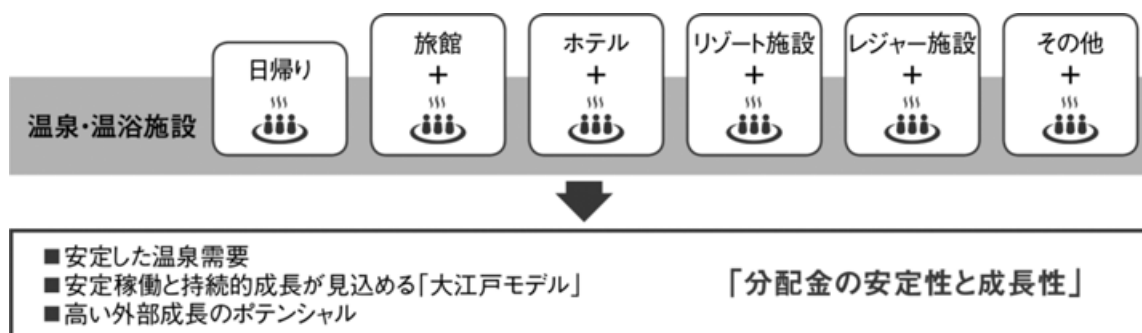 日帰り
旅館
+
ホテル
+
リゾート施設
+
レジャー施設
+
その他
+
温泉・温浴施設
■安定した温泉需要
■安定稼働と持続的成長が見込める「大江戸モデル」
■高い外部成長のポテンシャル
「分配金の安定性と成長性」